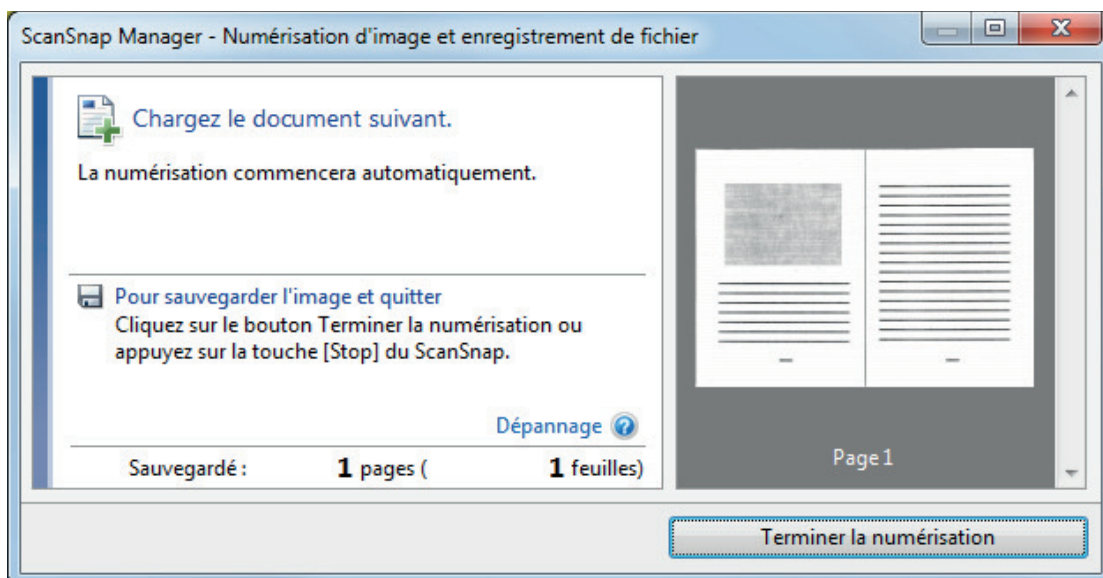 ScanSnap Manager - Numérisation d'image et enregistrement de fichier
Chargez le document suivant.
La numérisation commencera automatiquement.
Pour sauvegarder l'image et quitter
Cliquez sur le bouton Terminer la numérisation ou
appuyez sur la touche [Stop] du ScanSnap.
Dépannage
Sauvegardé : 1 pages ( 1 feuilles)
Page 1
Terminer la numérisation